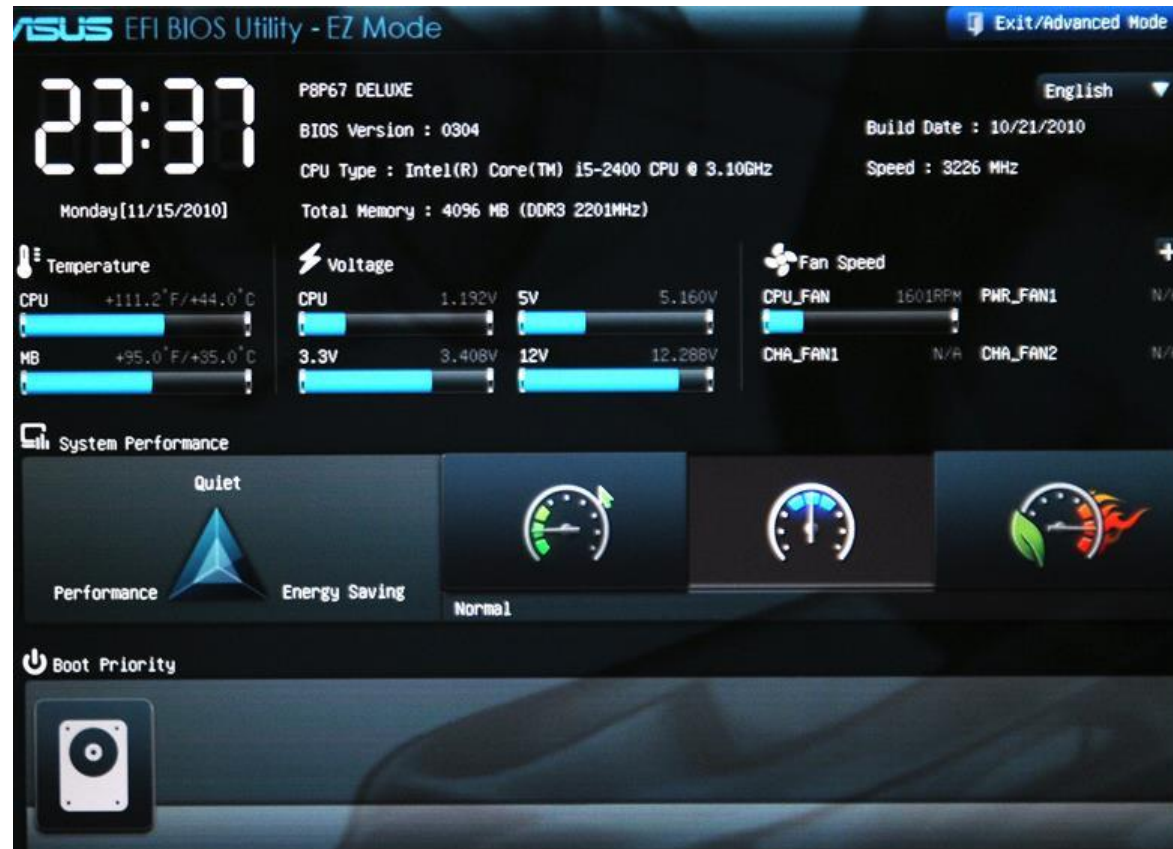 ASUS EFI BIOS Utility - EZ Mode
Exit/Advanced Mode
23:37
Monday[11/15/2010]
P8P67 DELUXE
English
BIOS Version : 0304
Build Date : 10/21/2010
CPU Type : Intel(R) Core(TM) i5-2400 CPU @ 3.10GHz
Speed : 3226 MHz
Total Memory : 4096 MB (DDR3 2201MHz)
Temperature
CPU +111.2°F/+44.0°C
MB +95.0°F/+35.0°C
Voltage
CPU 1.192V 5V 5.160V
3.3V 3.408V 12V 12.288V
Fan Speed
CPU_FAN 1601RPM PWR_FAN1
CHA_FAN1 N/A CHA_FAN2
System Performance
Quiet
Performance
Energy Saving
Normal
Boot Priority